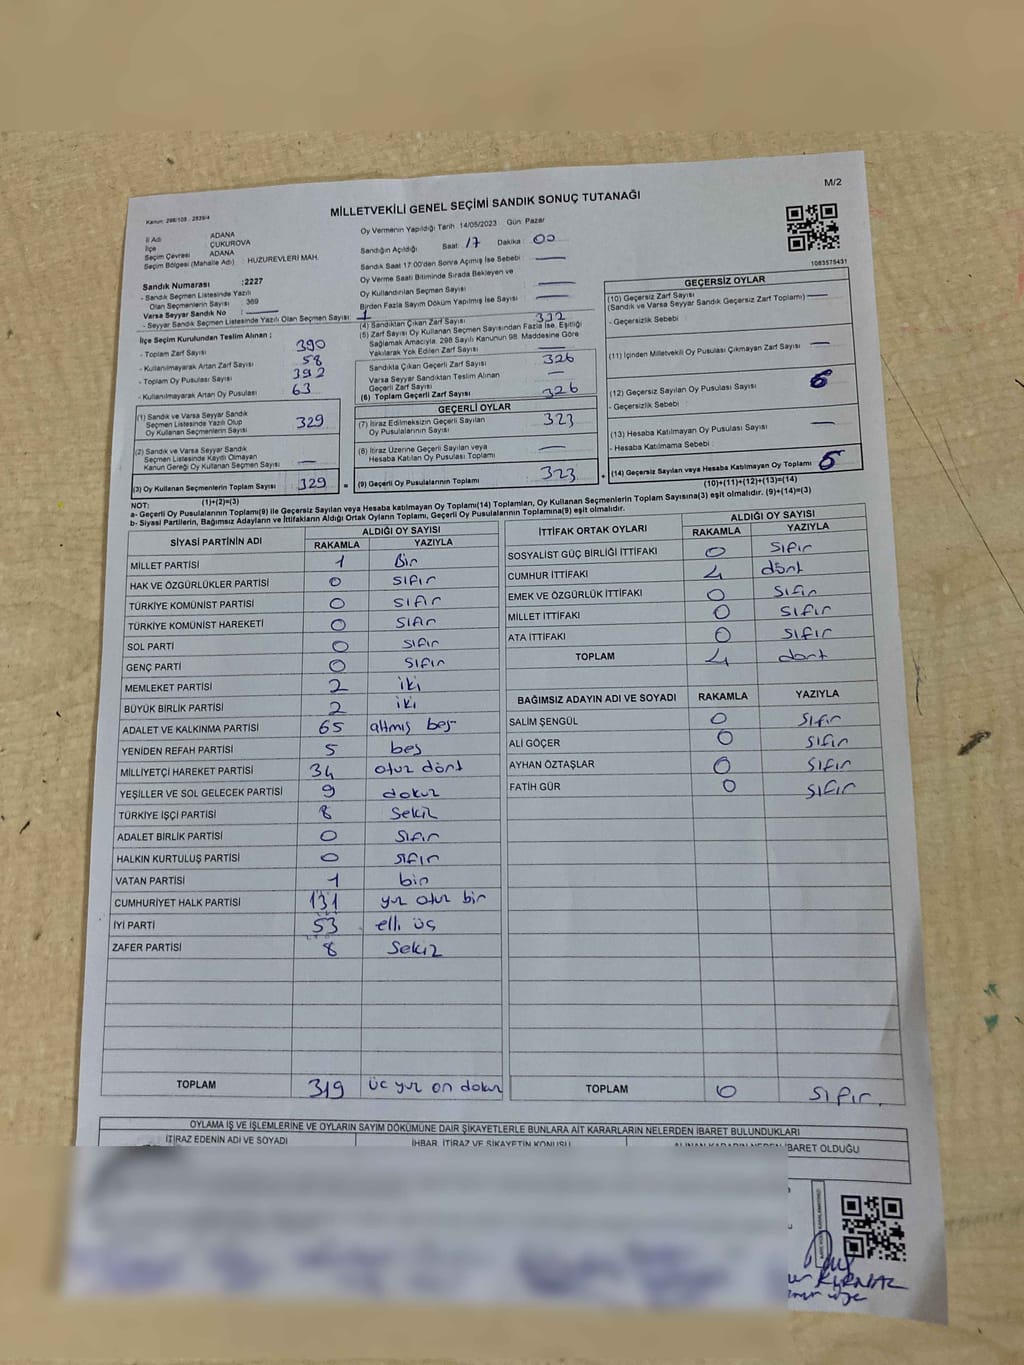 M/2
MİLLETVEKİLİ GENEL SEÇİMİ SANDIK SONUÇ TUTANAĞI
Kanun: 298/105 - 2839/4
İl Adı : ADANA
İlçe : ÇUKUROVA
Seçim Çevresi : ADANA
Seçim Bölgesi (Mahalle Adı) : HUZUREVLERİ MAH.
Sandık Numarası :2227
- Sandık Seçmen Listesinde Yazılı
Olan Seçmenlerin Sayısı : 369
Varsa Seyyar Sandık No :
- Seyyar Sandık Seçmen Listesinde Yazılı Olan Seçmen Sayısı :
İlçe Seçim Kurulundan Teslim Alınan ;
- Toplam Zarf Sayısı 390
- Kullanılmayarak Artan Zarf Sayısı 58
- Toplam Oy Pusulası Sayısı 392
- Kullanılmayarak Artan Oy Pusulası 63
(1) Sandık ve Varsa Seyyar Sandık
Seçmen Listesinde Yazılı Olup
Oy Kullanan Seçmenlerin Sayısı 329
(2) Sandık ve Varsa Seyyar Sandık
Seçmen Listesinde Kayıtlı Olmayan
Kanun Gereği Oy Kullanan Seçmen Sayısı —
(3) Oy Kullanan Seçmenlerin Toplam Sayısı 329 =
(1)+(2)=(3)
Oy Vermenin Yapıldığı Tarih 14/05/2023 Gün: Pazar
Sandığın Açıldığı Saat: 17 Dakika : 00
Sandık Saat 17:00'den Sonra Açımış İse Sebebi —
Oy Verme Saati Bitiminde Sırada Bekleyen ve
Oy Kullandırılan Seçmen Sayısı —
Birden Fazla Sayım Döküm Yapılmış İse Sayısı —
(4) Sandıktan Çıkan Zarf Sayısı 332
(5) Zarf Sayısı Oy Kullanan Seçmen Sayısından Fazla İse, Eşitliği
Sağlamak Amacıyla, 298 Sayılı Kanunun 98. Maddesine Göre
Yakılarak Yok Edilen Zarf Sayısı —
Sandıkta Çıkan Geçerli Zarf Sayısı 326
Varsa Seyyar Sandıktan Teslim Alınan
Geçerli Zarf Sayısı —
(6) Toplam Geçerli Zarf Sayısı 326
GEÇERLİ OYLAR
(7) İtiraz Edilmeksizin Geçerli Sayılan
Oy Pusulalarının Sayısı 323
(8) İtiraz Üzerine Geçerli Sayılan veya
Hesaba Katılan Oy Pusulası Toplamı —
(9) Geçerli Oy Pusulalarının Toplamı 323 +
1083575431
GEÇERSİZ OYLAR
(10) Geçersiz Zarf Sayısı —
(Sandık ve Varsa Seyyar Sandık Geçersiz Zarf Toplamı)
- Geçersizlik Sebebi :
(11) İçinden Milletvekili Oy Pusulası Çıkmayan Zarf Sayısı —
(12) Geçersiz Sayılan Oy Pusulası Sayısı 6
- Geçersizlik Sebebi :
(13) Hesaba Katılmayan Oy Pusulası Sayısı —
- Hesaba Katılmama Sebebi :
(14) Geçersiz Sayılan veya Hesaba Katılmayan Oy Toplamı 6
(10)+(11)+(12)+(13)=(14)
NOT:
a- Geçerli Oy Pusulalarının Toplamı(9) ile Geçersiz Sayılan veya Hesaba katılmayan Oy Toplamı(14) Toplamları, Oy Kullanan Seçmenlerin Toplam Sayısına(3) eşit olmalıdır. (9)+(14)=(3)
b- Siyasi Partilerin, Bağımsız Adayların ve İttifakların Aldığı Ortak Oyların Toplamı, Geçerli Oy Pusulalarının Toplamına(9) eşit olmalıdır.
SİYASİ PARTİNİN ADI ALDIĞI OY SAYISI
RAKAMLA YAZIYLA
MİLLET PARTİSİ 1 Bir
HAK VE ÖZGÜRLÜKLER PARTİSİ 0 sıfır
TÜRKİYE KOMÜNİST PARTİSİ 0 sıfır
TÜRKİYE KOMÜNİST HAREKETİ 0 sıfır
SOL PARTİ 0 sıfır
GENÇ PARTİ 0 sıfır
MEMLEKET PARTİSİ 2 iki
BÜYÜK BİRLİK PARTİSİ 2 iki
ADALET VE KALKINMA PARTİSİ 65 altmış beş
YENİDEN REFAH PARTİSİ 5 beş
MİLLİYETÇİ HAREKET PARTİSİ 34 otuz dört
YEŞİLLER VE SOL GELECEK PARTİSİ 9 dokuz
TÜRKİYE İŞÇİ PARTİSİ 8 Sekiz
ADALET BİRLİK PARTİSİ 0 Sıfır
HALKIN KURTULUŞ PARTİSİ 0 sıfır
VATAN PARTİSİ 1 bir
CUMHURİYET HALK PARTİSİ 131 yüz otuz bir
İYİ PARTİ 53 elli üç
ZAFER PARTİSİ 8 Sekiz
TOPLAM 319 üç yüz on dokuz
İTTİFAK ORTAK OYLARI ALDIĞI OY SAYISI
RAKAMLA YAZIYLA
SOSYALİST GÜÇ BİRLİĞİ İTTİFAKI 0 Sıfır
CUMHUR İTTİFAKI 4 dört
EMEK VE ÖZGÜRLÜK İTTİFAKI 0 Sıfır
MİLLET İTTİFAKI 0 Sıfır
ATA İTTİFAKI 0 Sıfır
TOPLAM 4 dört
BAĞIMSIZ ADAYIN ADI VE SOYADI RAKAMLA YAZIYLA
SALİM ŞENGÜL 0 Sıfır
ALİ GÖÇER 0 Sıfır
AYHAN ÖZTAŞLAR 0 Sıfır
FATİH GÜR 0 Sıfır
TOPLAM 0 Sıfır.
OYLAMA İŞ VE İŞLEMLERİNE VE OYLARIN SAYIM DÖKÜMÜNE DAİR ŞİKAYETLERLE BUNLARA AİT KARARLARIN NELERDEN İBARET BULUNDUKLARI
İTİRAZ EDENİN ADI VE SOYADI İHBAR, İTİRAZ VE ŞİKAYETİN KONUSU ALINAN KARARIN NEDEN İBARET OLDUĞU